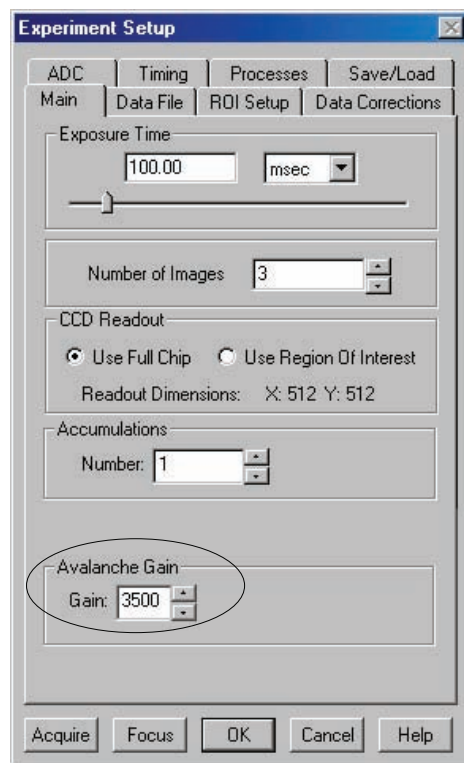 Experiment Setup
ADC Timing Processes Save/Load
Main Data File ROI Setup Data Corrections
Exposure Time
100.00 msec
Number of Images 3
CCD Readout
Use Full Chip Use Region Of Interest
Readout Dimensions: X: 512 Y: 512
Accumulations
Number: 1
Avalanche Gain
Gain: 3500
Acquire Focus OK Cancel Help